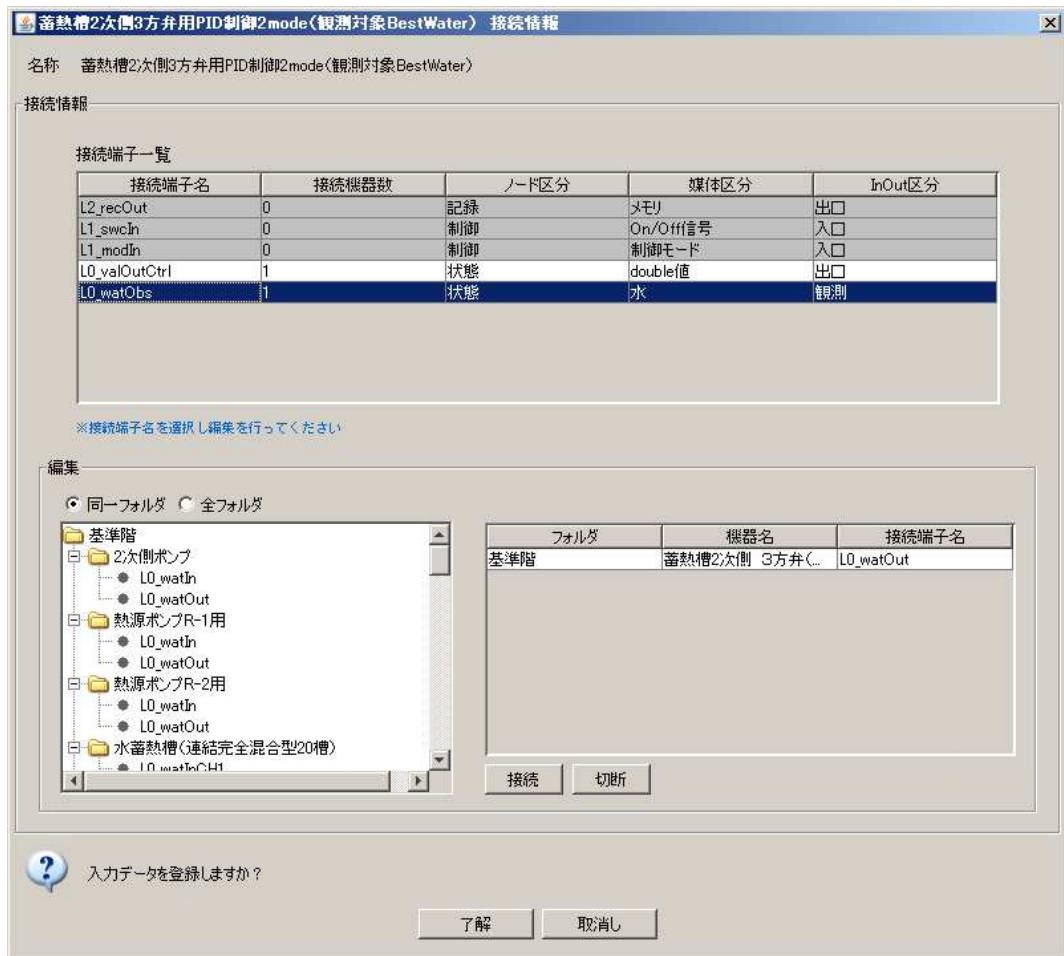 蓄熱槽2次側3方弁用PID制御2mode(観測対象BestWater) 接続情報
名称 蓄熱槽2次側3方弁用PID制御2mode(観測対象BestWater)
接続情報
接続端子一覧
接続端子名 接続機器数 ノード区分 媒体区分 InOut区分
L2_recOut 0 記録 メモリ 出口
L1_swcIn 0 制御 On/Off信号 入口
L1_modIn 0 制御 制御モード 入口
L0_valOutCtrl 1 状態 double値 出口
L0_watObs 1 状態 水 観測
※接続端子名を選択し編集を行ってください
編集
同一フォルダ 全フォルダ
基準階
2次側ポンプ
L0_watIn
L0_watOut
熱源ポンプR-1用
L0_watIn
L0_watOut
熱源ポンプR-2用
L0_watIn
L0_watOut
水蓄熱槽(連結完全混合型20槽)
L0_watInCH1
フォルダ 機器名 接続端子名
基準階 蓄熱槽2次側 3方弁(... L0_watOut
接続 切断
入力データを登録しますか?
了解 取消し